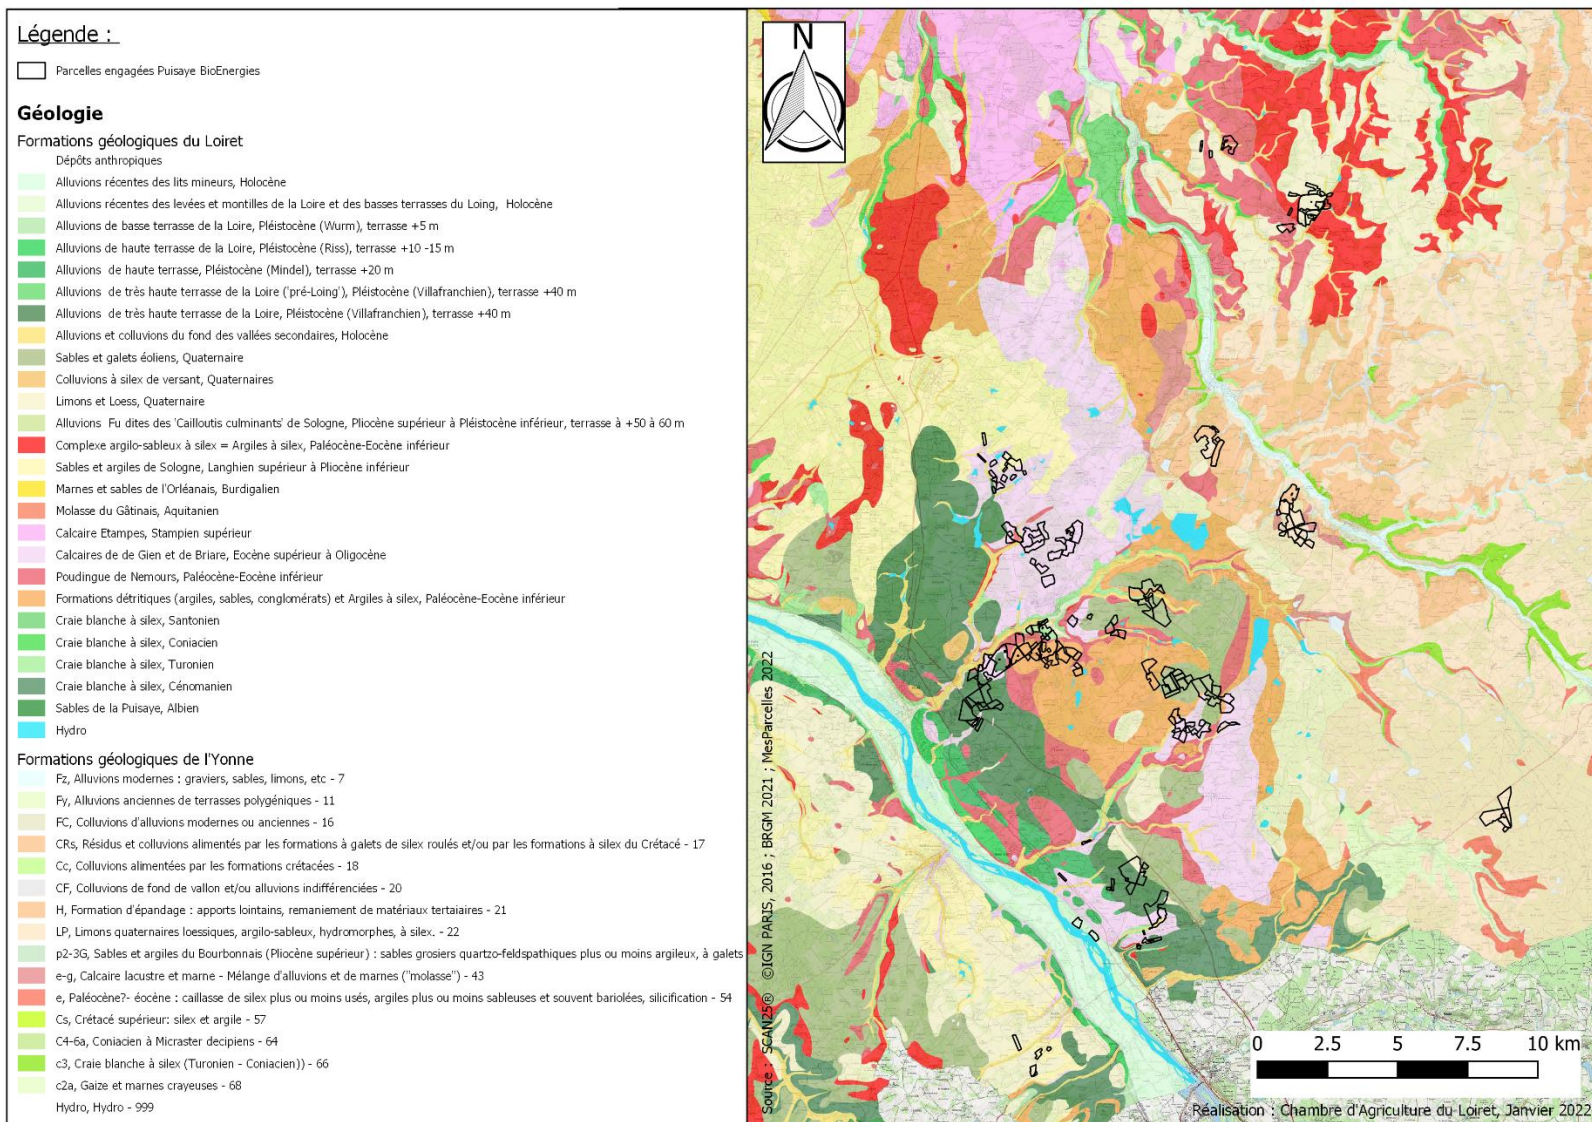 Légende :
Parcelles engagées Puisaye BioEnergies
Géologie
Formations géologiques du Loiret
Dépôts anthropiques
Alluvions récentes des lits mineurs, Holocène
Alluvions récentes des levées et montilles de la Loire et des basses terrasses du Loing, Holocène
Alluvions de basse terrasse de la Loire, Pléistocène (Wurm), terrasse +5 m
Alluvions de haute terrasse de la Loire, Pléistocène (Riss), terrasse +10 -15 m
Alluvions de haute terrasse, Pléistocène (Mindel), terrasse +20 m
Alluvions de très haute terrasse de la Loire ('pré-Loing'), Pléistocène (Villafranchien), terrasse +40 m
Alluvions de très haute terrasse de la Loire, Pléistocène (Villafranchien), terrasse +40 m
Alluvions et colluvions du fond des vallées secondaires, Holocène
Sables et galets éoliens, Quaternaire
Colluvions à silex de versant, Quaternaires
Limons et Loess, Quaternaire
Alluvions Fu dites des 'Cailloutis culminants' de Sologne, Pliocène supérieur à Pléistocène inférieur, terrasse à +50 à 60 m
Complexe argilo-sableux à silex = Argiles à silex, Paléocène-Eocène inférieur
Sables et argiles de Sologne, Langhien supérieur à Pliocène inférieur
Marnes et sables de l'Orléanais, Burdigalien
Molasse du Gâtinais, Aquitanien
Calcaire Etampes, Stampien supérieur
Calcaires de de Gien et de Briare, Eocène supérieur à Oligocène
Poudingue de Nemours, Paléocène-Eocène inférieur
Formations détritiques (argiles, sables, conglomérats) et Argiles à silex, Paléocène-Eocène inférieur
Craie blanche à silex, Santonien
Craie blanche à silex, Coniacien
Craie blanche à silex, Turonien
Craie blanche à silex, Cénomanien
Sables de la Puisaye, Albien
Hydro
Formations géologiques de l'Yonne
Fz, Alluvions modernes : graviers, sables, limons, etc - 7
Fy, Alluvions anciennes de terrasses polygéniques - 11
FC, Colluvions d'alluvions modernes ou anciennes - 16
CRs, Résidus et colluvions alimentés par les formations à galets de silex roulés et/ou par les formations à silex du Crétacé - 17
Cc, Colluvions alimentées par les formations crétacées - 18
CF, Colluvions de fond de vallon et/ou alluvions indifférenciées - 20
H, Formation d'épandage : apports lointains, remaniement de matériaux tertaiaires - 21
LP, Limons quaternaires loessiques, argilo-sableux, hydromorphes, à silex. - 22
p2-3G, Sables et argiles du Bourbonnais (Pliocène supérieur) : sables grosiers quartzo-feldspathiques plus ou moins argileux, à galets
e-g, Calcaire lacustre et marne - Mélange d'alluvions et de marnes ("molasse") - 43
e, Paléocène?- éocène : caillasse de silex plus ou moins usés, argiles plus ou moins sableuses et souvent bariolées, silicification - 54
Cs, Crétacé supérieur: silex et argile - 57
C4-6a, Coniacien à Micraster decipiens - 64
c3, Craie blanche à silex (Turonien - Coniacien)) - 66
c2a, Gaize et marnes crayeuses - 68
Hydro, Hydro - 999
N
Source : SCAN25® ©IGN PARIS, 2016 ; BRGM 2021 ; MesParcelles 2022
0 2.5 5 7.5 10 km
Réalisation : Chambre d'Agriculture du Loiret, Janvier 2022